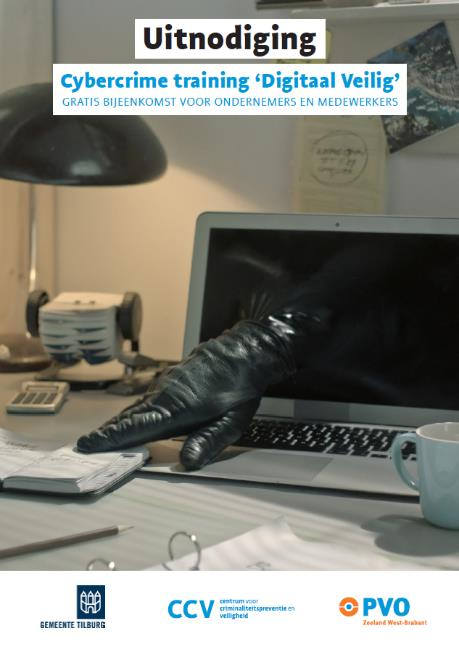 Uitnodiging
Cybercrime training ‘Digitaal Veilig’
GRATIS BIJEENKOMST VOOR ONDERNEMERS EN MEDEWERKERS
GEMEENTE TILBURG
CCV centrum voor
criminaliteitspreventie en
veiligheid
PVO
Zeeland West-Brabant